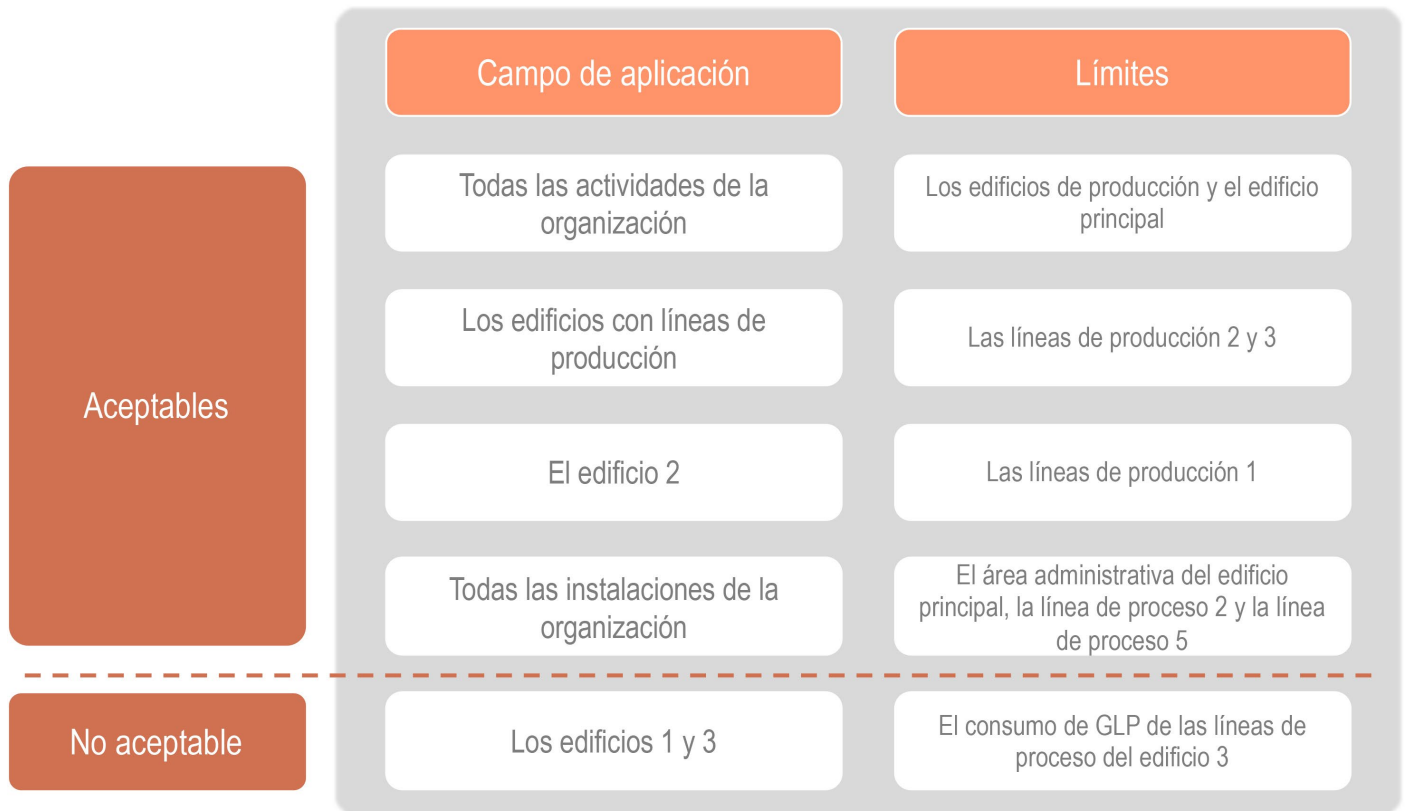 Campo de aplicación
Límites
Aceptables
Todas las actividades de la
organización
Los edificios de producción y el edificio
principal
Los edificios con líneas de
producción
Las líneas de producción 2 y 3
El edificio 2
Las líneas de producción 1
Todas las instalaciones de la
organización
El área administrativa del edificio
principal, la línea de proceso 2 y la línea
de proceso 5
No aceptable
Los edificios 1 y 3
El consumo de GLP de las líneas de
proceso del edificio 3